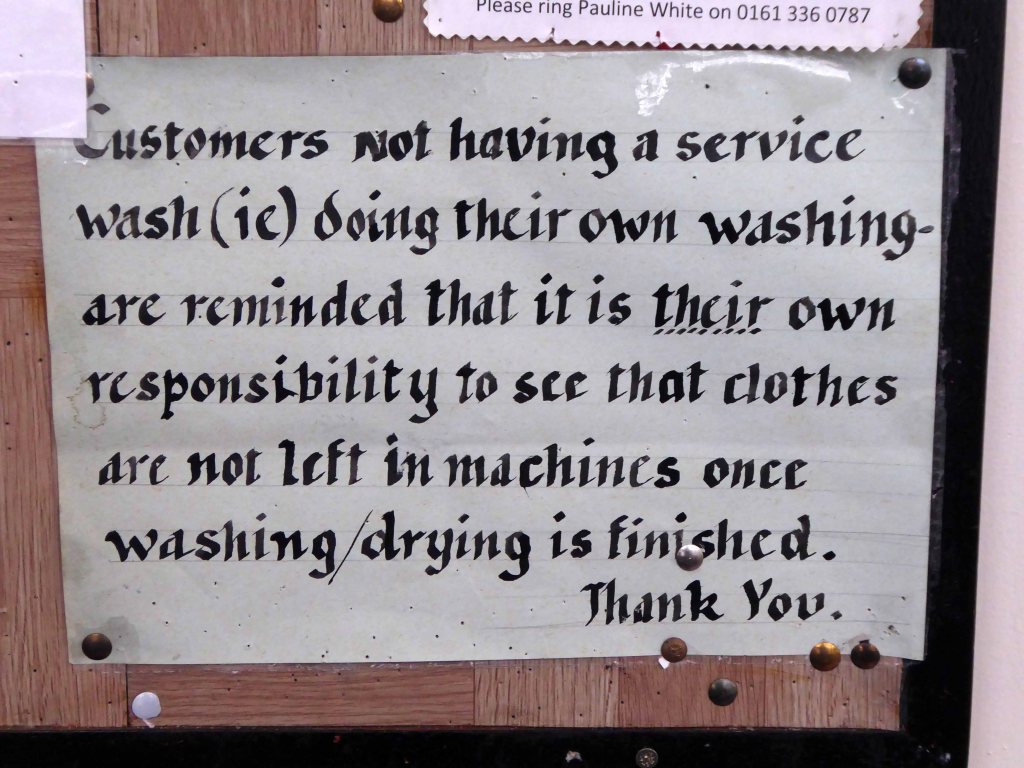 Please ring Pauline White on 0161 336 0787
Customers not having a service
wash (ie) doing their own washing-
are reminded that it is their own
responsibility to see that clothes
are not left in machines once
washing/drying is finished.
Thank You.